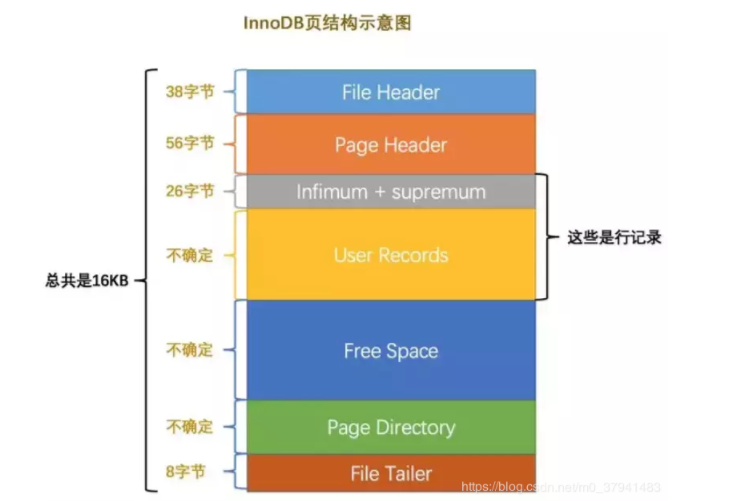 InnoDB页结构示意图
38字节
File Header
56字节
Page Header
26字节
Infimum + supremum
这些是行记录
不确定
User Records
总共是16KB
不确定
Free Space
不确定
Page Directory
8字节
File Tailer
https://blog.csdn.net/m0_37941483